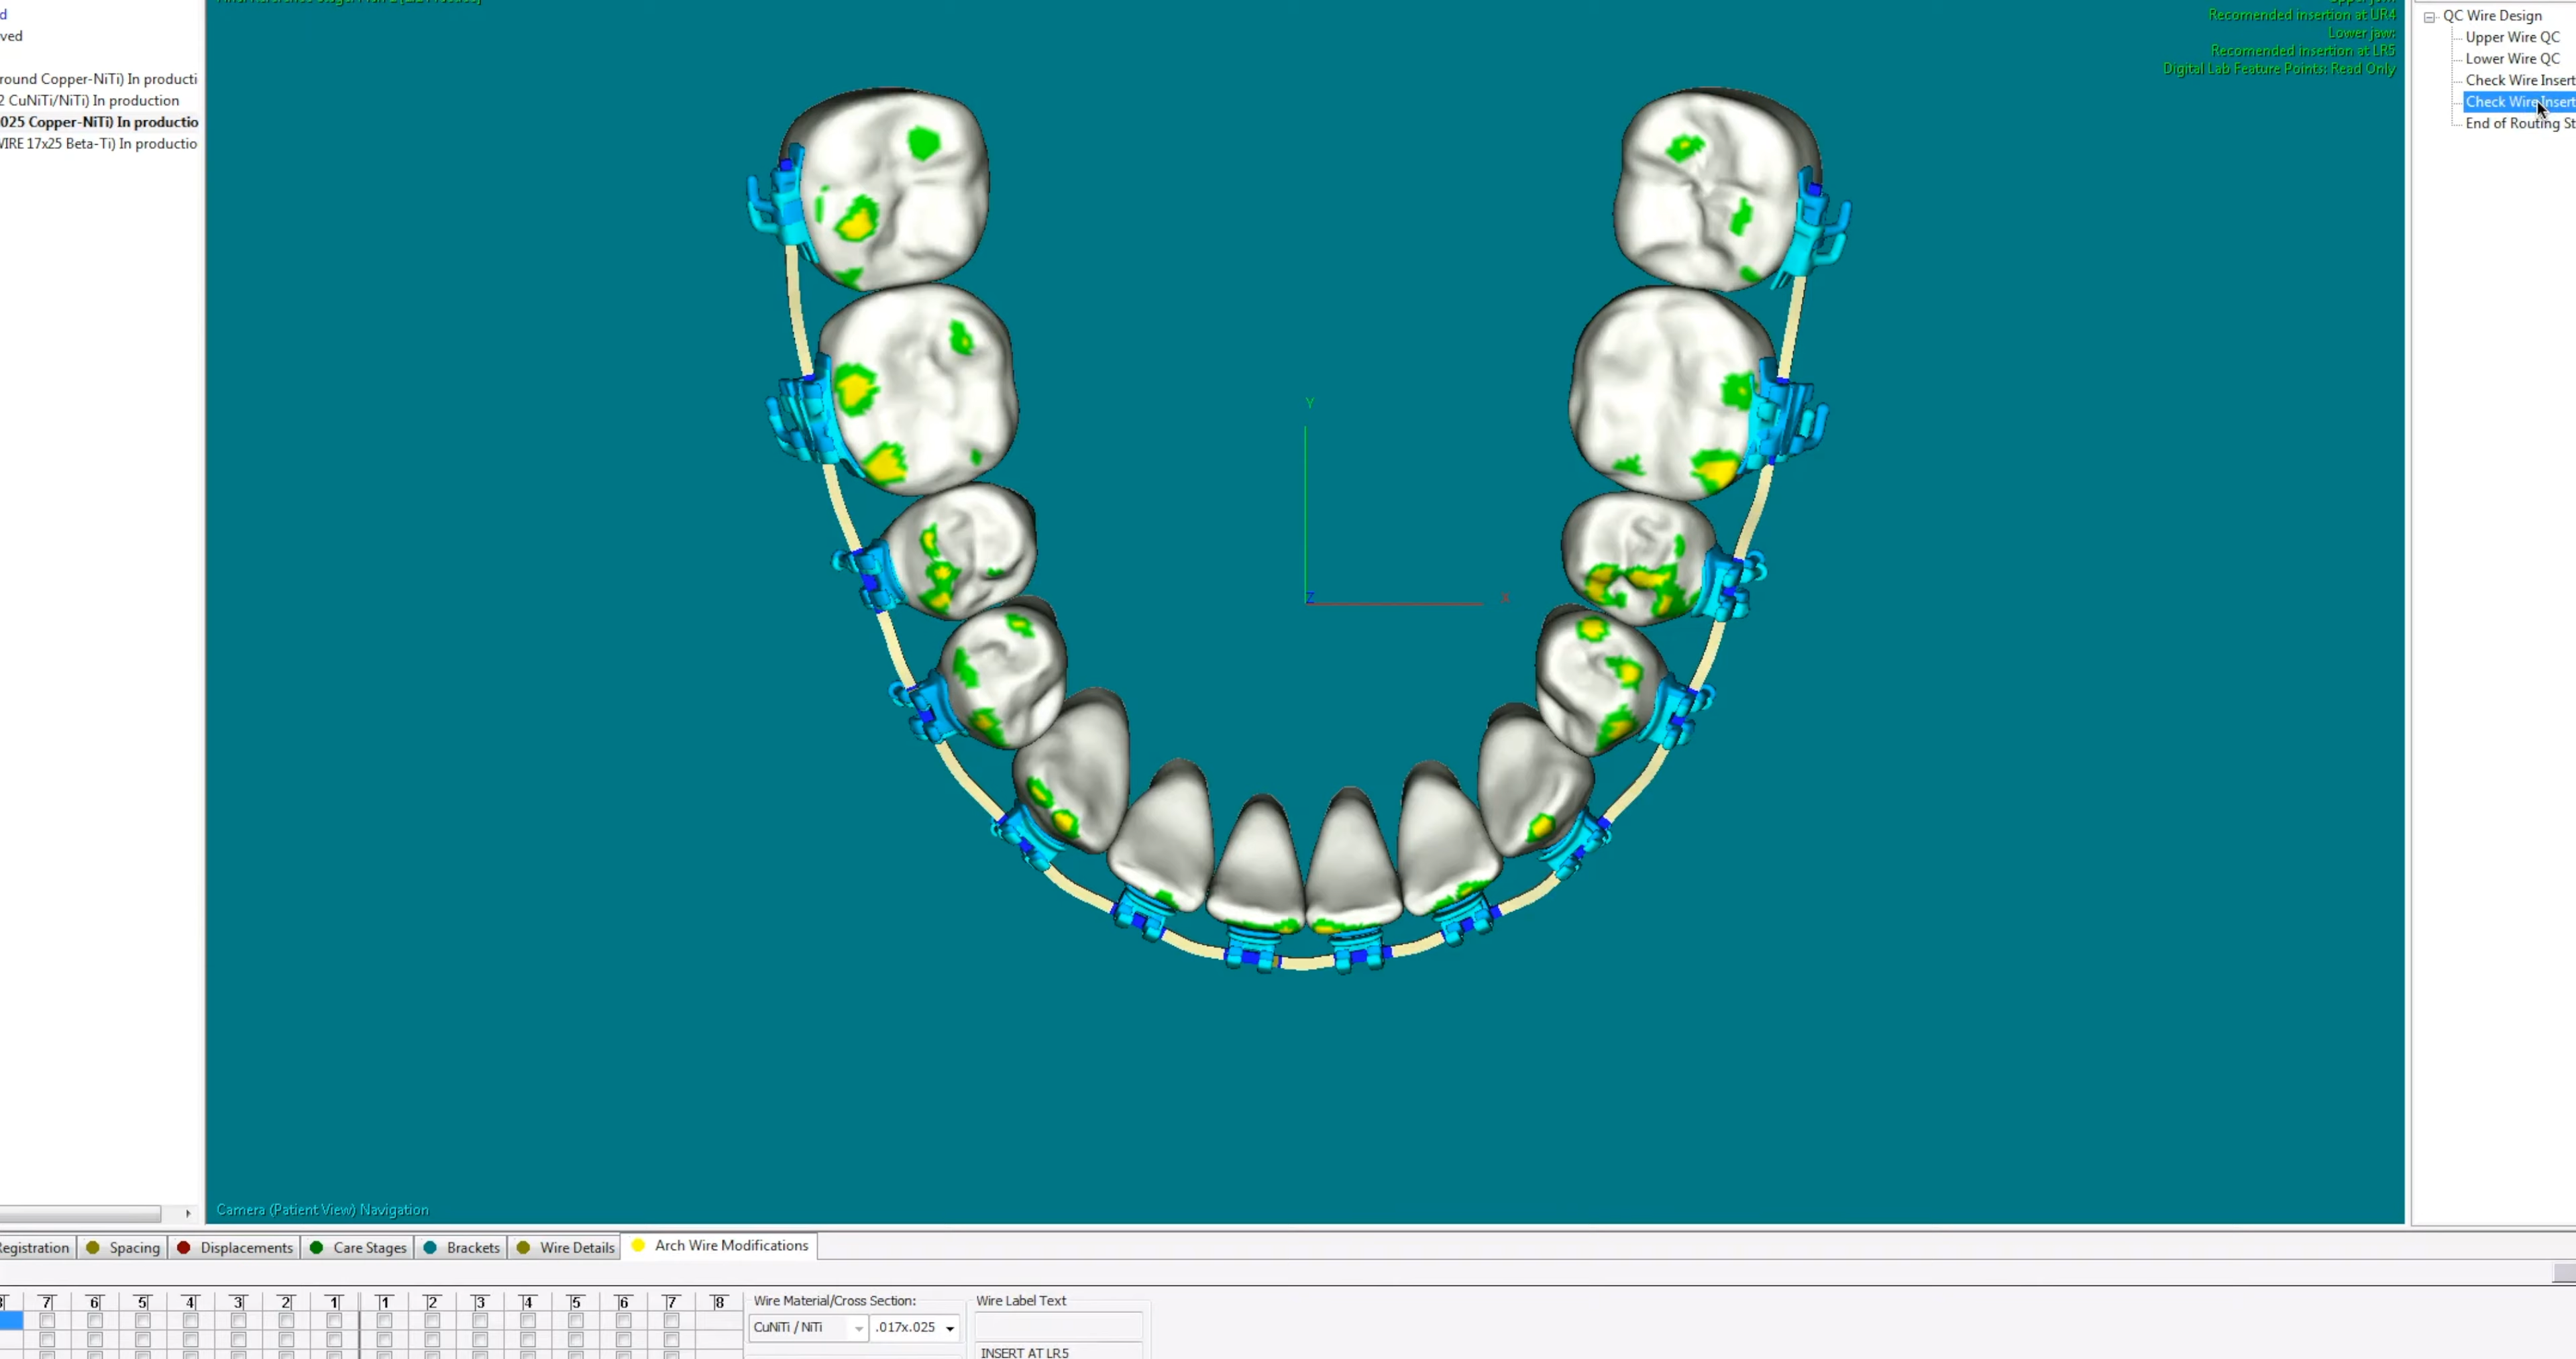 d
ved
round Copper-NiTi) In producti
2 CuNiTi/NiTi) In production
025 Copper-NiTi) In productio
VIRE 17x25 Beta-Ti) In productio
Recomended insertion at UR4
Lower jaw:
Recomended insertion at LR5
Digital Lab Feature Points: Read Only
QC Wire Design
Upper Wire QC
Lower Wire QC
Check Wire Insert
Check Wire Insert
End of Routing St
Y
Z
X
Camera (Patient View) Navigation
Registration Spacing Displacements Care Stages Brackets Wire Details Arch Wire Modifications
8 7 6 5 4 3 2 1 1 2 3 4 5 6 7 8
Wire Material/Cross Section:
Wire Label Text
CuNiTi / NiTi
.017x.025
INSERT AT LR5